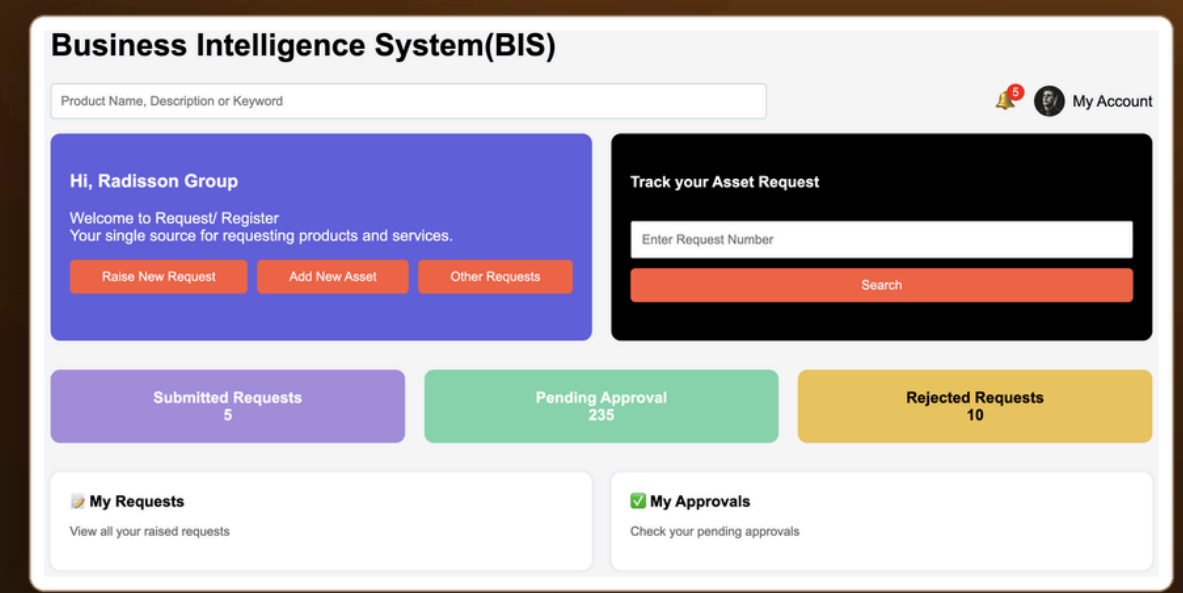 Business Intelligence System(BIS)
Product Name, Description or Keyword
5
My Account
Hi, Radisson Group
Welcome to Request/ Register
Your single source for requesting products and services.
Raise New Request
Add New Asset
Other Requests
Track your Asset Request
Enter Request Number
Search
Submitted Requests
5
Pending Approval
235
Rejected Requests
10
My Requests
View all your raised requests
My Approvals
Check your pending approvals